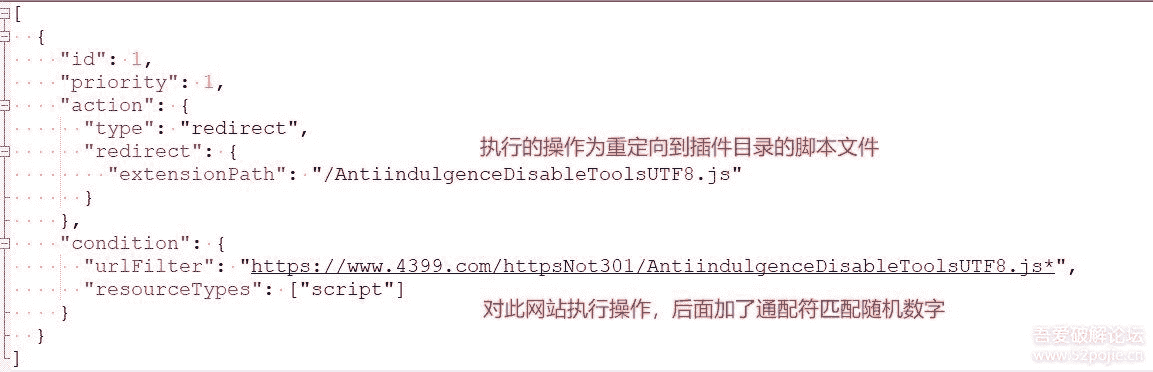 [
{
"id": 1,
"priority": 1,
"action": {
"type": "redirect",
"redirect": {
执行的操作为重定向到插件目录的脚本文件
"extensionPath": "/AntiindulgenceDisableToolsUTF8.js"
}
},
"condition": {
"urlFilter": "https://www.4399.com/httpsNot301/AntiindulgenceDisableToolsUTF8.js*",
"resourceTypes": ["script"]
对此网站执行操作，后面加了通配符匹配随机数字
}
}
]
吾爱破解论坛
www.52pojie.cn